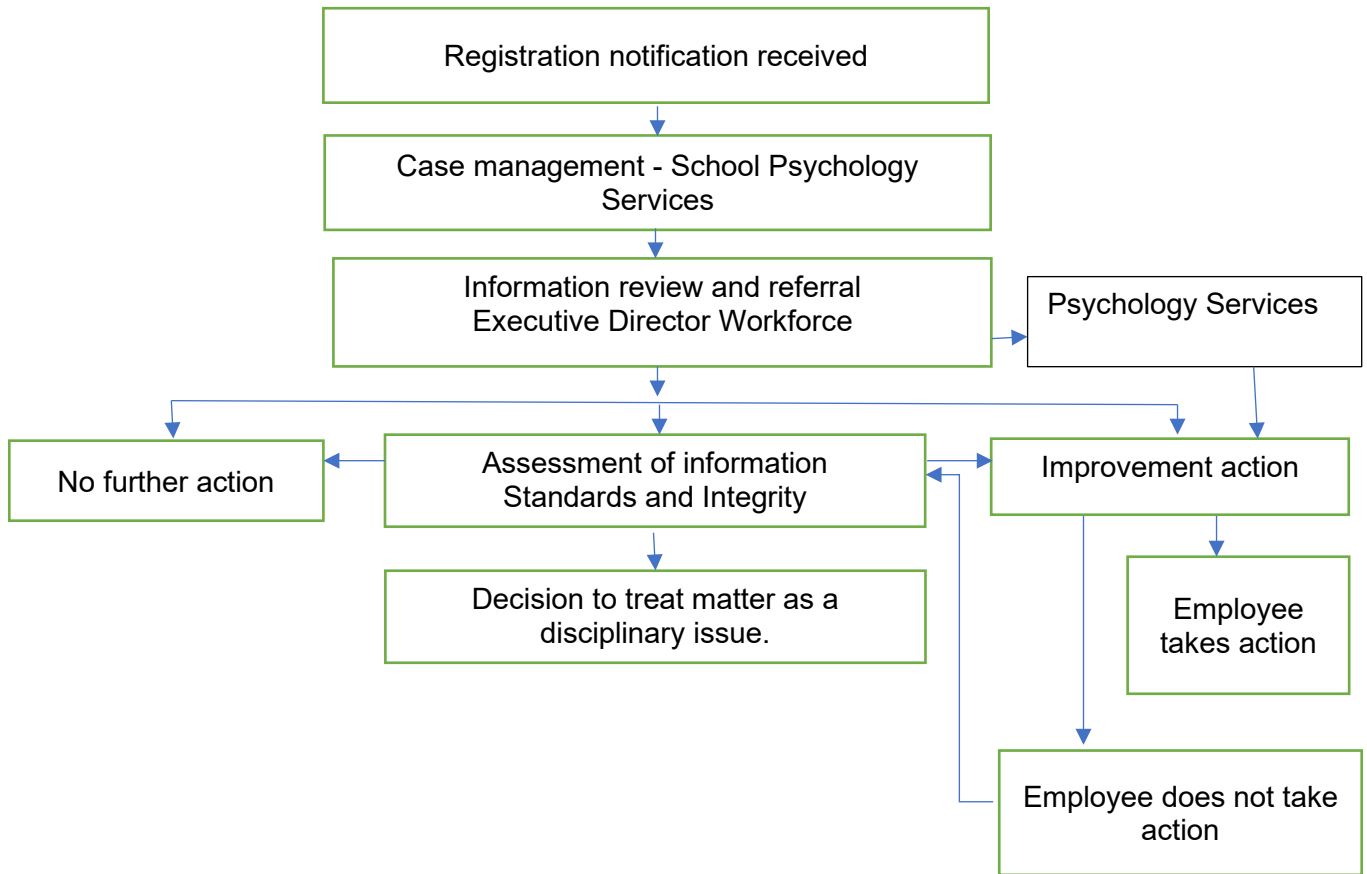 Registration notification received
Case management - School Psychology
Services
Information review and referral
Executive Director Workforce
Psychology Services
No further action
Assessment of information
Standards and Integrity
Improvement action
Decision to treat matter as a
disciplinary issue.
Employee
takes action
Employee does not take
action